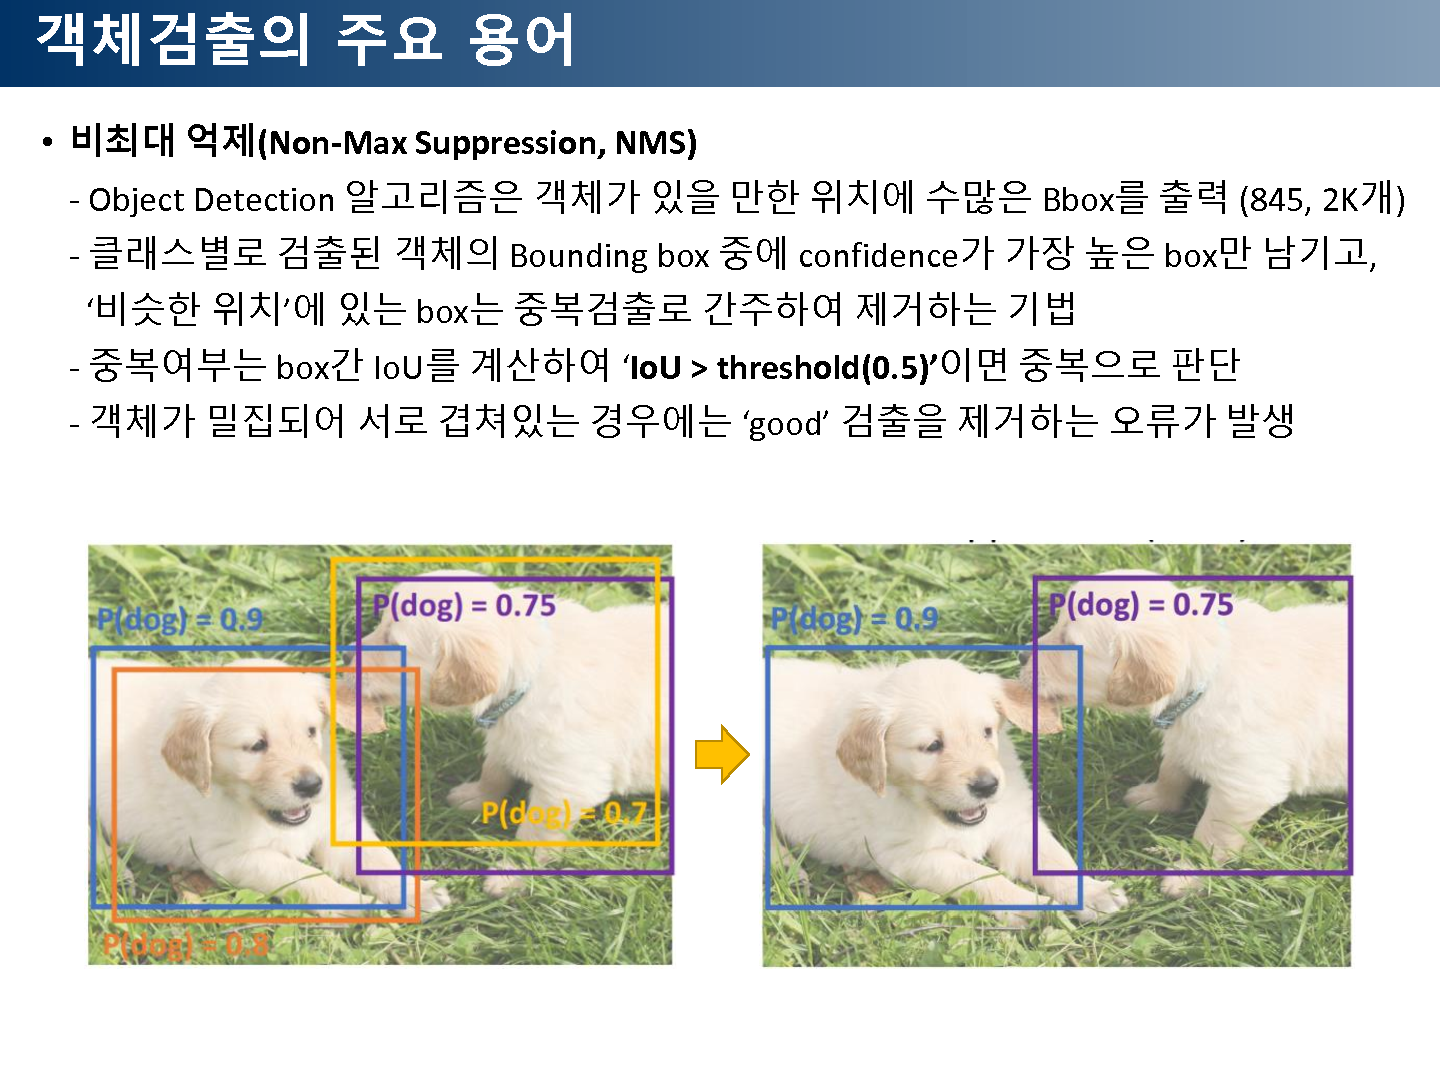 객체검출의 주요 용어
• 비최대 억제(Non-Max Suppression, NMS)
- Object Detection 알고리즘은 객체가 있을 만한 위치에 수많은 Bbox를 출력 (845, 2K개)
- 클래스별로 검출된 객체의 Bounding box 중에 confidence가 가장 높은 box만 남기고,
‘비슷한 위치’에 있는 box는 중복검출로 간주하여 제거하는 기법
- 중복여부는 box간 IoU를 계산하여 ‘IoU > threshold(0.5)’이면 중복으로 판단
- 객체가 밀집되어 서로 겹쳐있는 경우에는 ‘good’ 검출을 제거하는 오류가 발생
P(dog) = 0.9
P(dog) = 0.75
P(dog) = 0.7
P(dog) = 0.8
P(dog) = 0.9
P(dog) = 0.75